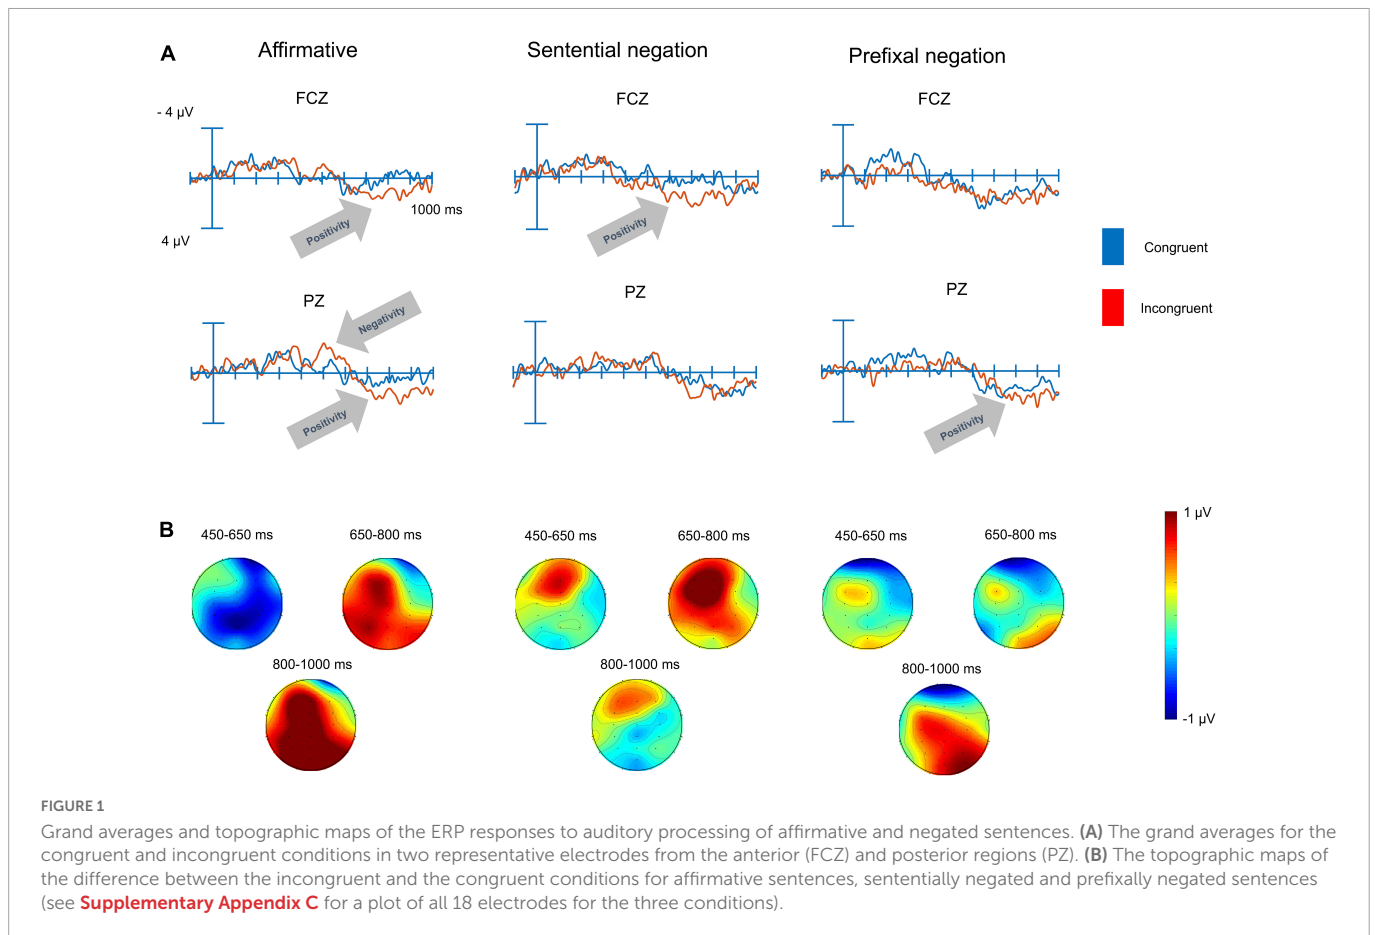 A
Affirmative
Sentential negation
Prefixal negation
FCZ
FCZ
FCZ
- 4 µV
4 µV
1000 ms
Positivity
Positivity
Congruent
Incongruent
PZ
PZ
PZ
Negativity
Positivity
Positivity
B
450-650 ms
650-800 ms
450-650 ms
650-800 ms
450-650 ms
650-800 ms
800-1000 ms
800-1000 ms
800-1000 ms
1 µV
-1 µV
FIGURE 1
Grand averages and topographic maps of the ERP responses to auditory processing of affirmative and negated sentences. (A) The grand averages for the
congruent and incongruent conditions in two representative electrodes from the anterior (FCZ) and posterior regions (PZ). (B) The topographic maps of
the difference between the incongruent and the congruent conditions for affirmative sentences, sententially negated and prefixally negated sentences
(see Supplementary Appendix C for a plot of all 18 electrodes for the three conditions).